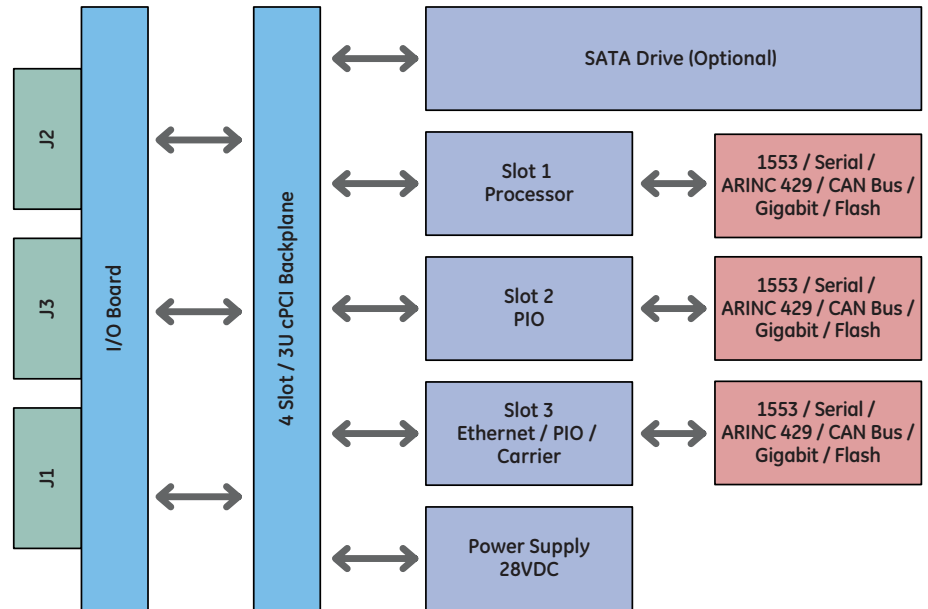 J2
J3
J1
I/O Board
4 Slot / 3U cPCI Backplane
SATA Drive (Optional)
Slot 1
Processor
1553 / Serial /
ARINC 429 / CAN Bus /
Gigabit / Flash
Slot 2
PIO
1553 / Serial /
ARINC 429 / CAN Bus /
Gigabit / Flash
Slot 3
Ethernet / PIO /
Carrier
1553 / Serial /
ARINC 429 / CAN Bus /
Gigabit / Flash
Power Supply
28VDC